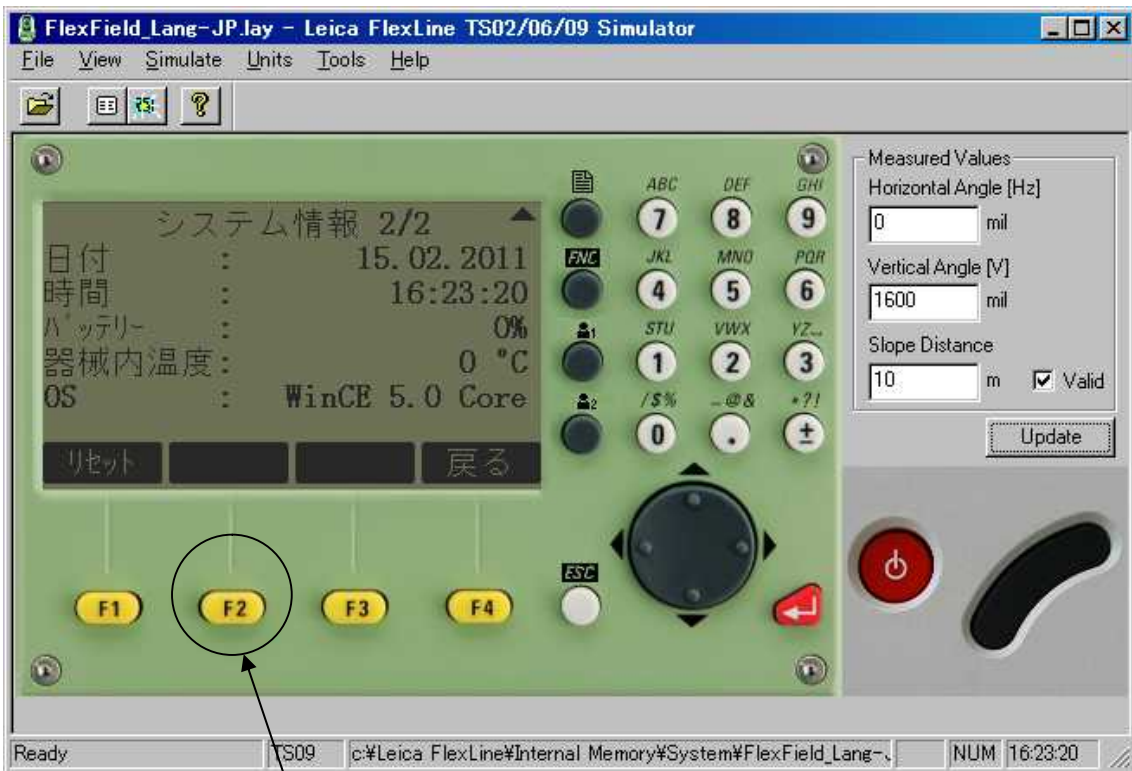 FlexField_Lang-JP.lay - Leica FlexLine TS02/06/09 Simulator
File View Simulate Units Tools Help
システム情報 2/2
日付 : 15.02.2011
時間 : 16:23:20
バッテリー : 0%
器械内温度: 0 °C
OS : WinCE 5.0 Core
リセット 戻る
ABC DEF GHI
7 8 9
FNC JKL MNO PQR
4 5 6
1 STU VWX YZ_
1 2 3
2 /$% _@& *?!
0 . ±
ESC
F1 F2 F3 F4
Measured Values
Horizontal Angle [Hz]
0 mil
Vertical Angle [V]
1600 mil
Slope Distance
10 m Valid
Update
Ready TS09 c:¥Leica FlexLine¥Internal Memory¥System¥FlexField_Lang- NUM 16:23:20